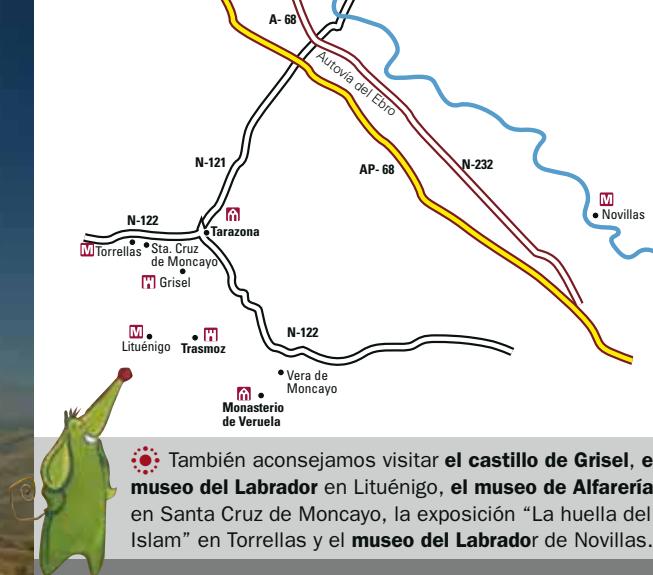 A- 68
Autovía del Ebro
N-121
AP- 68
N-232
M
Novillas
N-122
Tarazona
M Torrellas
Sta. Cruz
de Moncayo
Grisel
M
Lituénigo
Trasmoz
N-122
Vera de
Moncayo
Monasterio
de Veruela
También aconsejamos visitar el castillo de Grisel, e
museo del Labrador en Lituénigo, el museo de Alfarería
en Santa Cruz de Moncayo, la exposición “La huella del
Islam” en Torrellas y el museo del Labrador de Novillas.